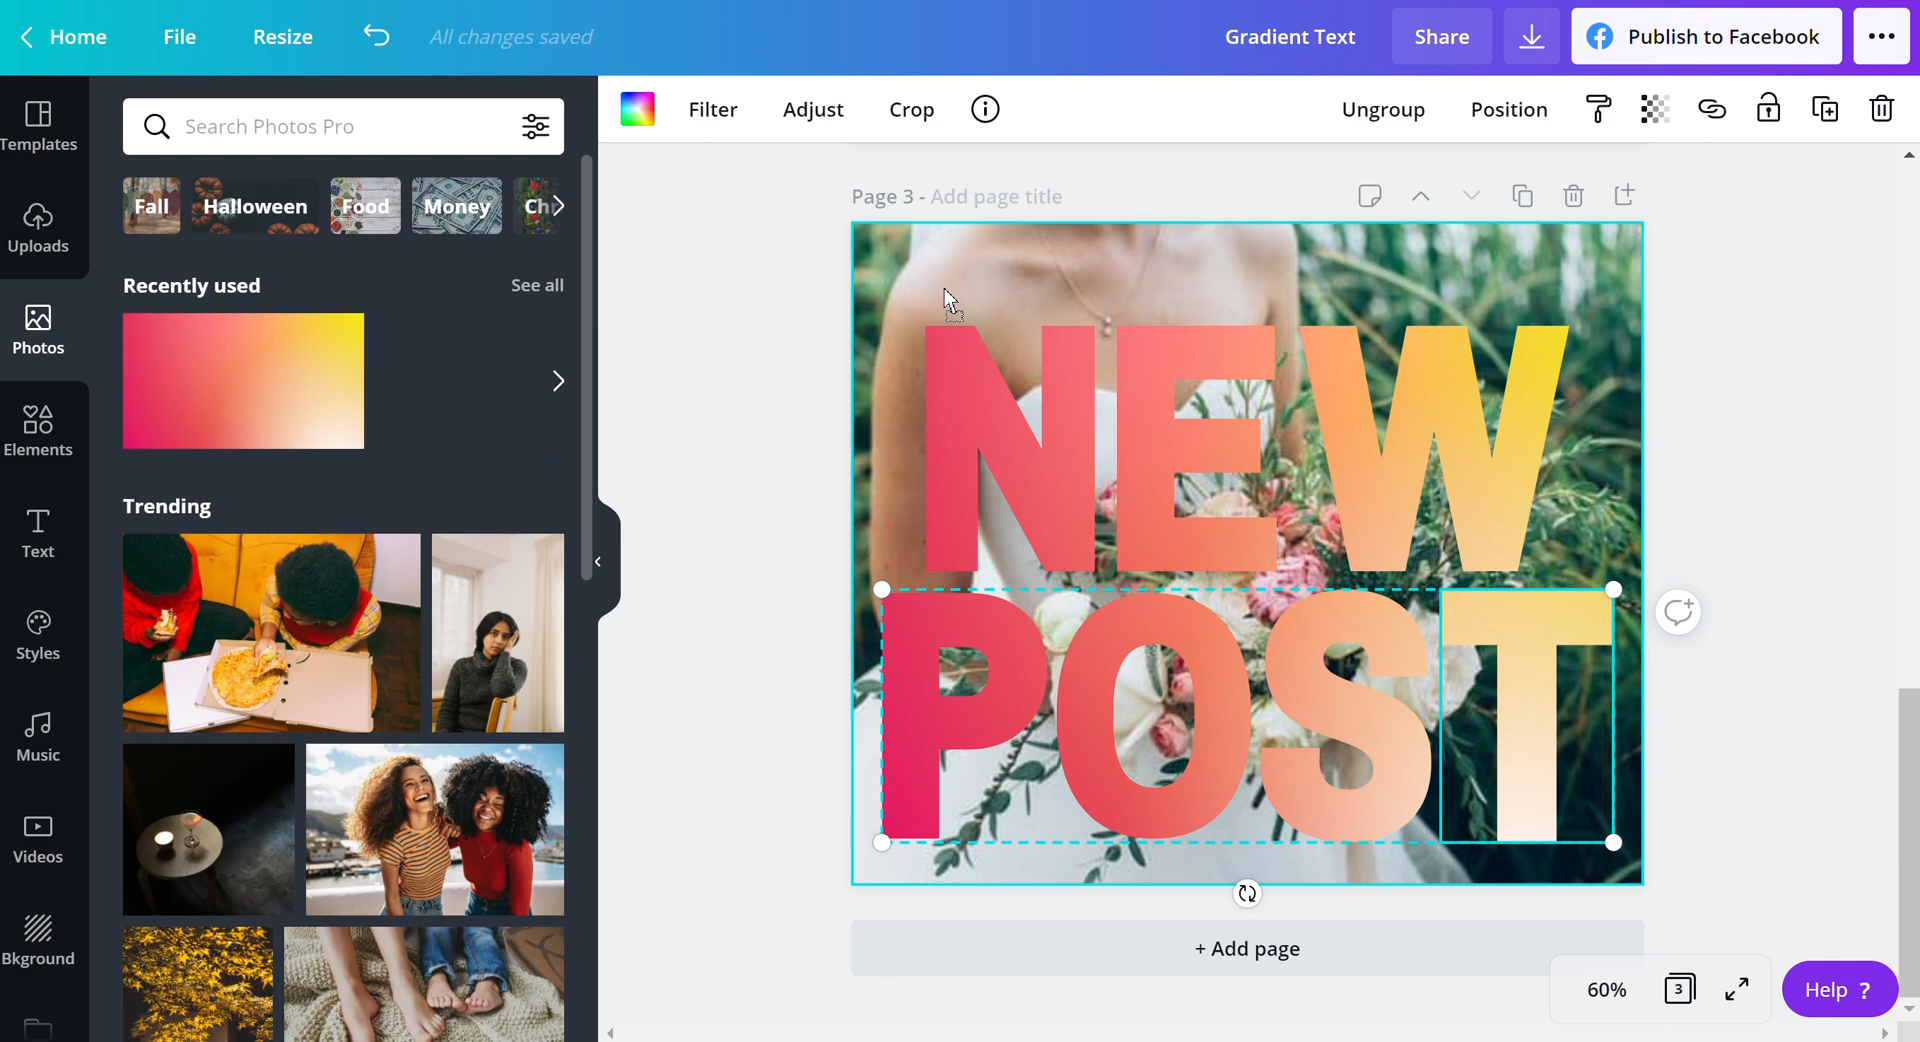 Home File Resize All changes saved Gradient Text Share Publish to Facebook
Filter Adjust Crop Ungroup Position
Templates
Uploads
Photos
Elements
Text
Styles
Music
Videos
Bkground
Search Photos Pro
Fall Halloween Food Money Ch
Recently used See all
Trending
Page 3 - Add page title
NEW
POST
+ Add page
60% 3 Help ?